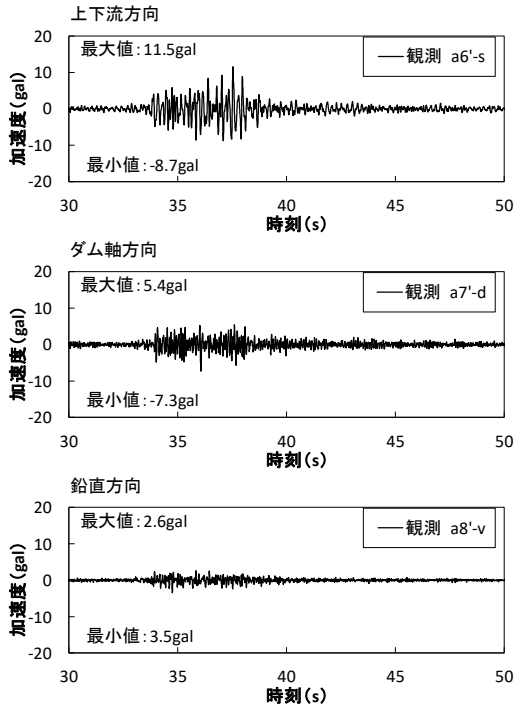 上下流方向
最大値：11.5gal
観測 a6'-s
最小値：-8.7gal
加速度(gal)
20
10
0
-10
-20
30 35 40 45 50
時刻(s)
ダム軸方向
最大値：5.4gal
観測 a7'-d
最小値：-7.3gal
加速度(gal)
20
10
0
-10
-20
30 35 40 45 50
時刻(s)
鉛直方向
最大値：2.6gal
観測 a8'-v
最小値：3.5gal
加速度(gal)
20
10
0
-10
-20
30 35 40 45 50
時刻(s)